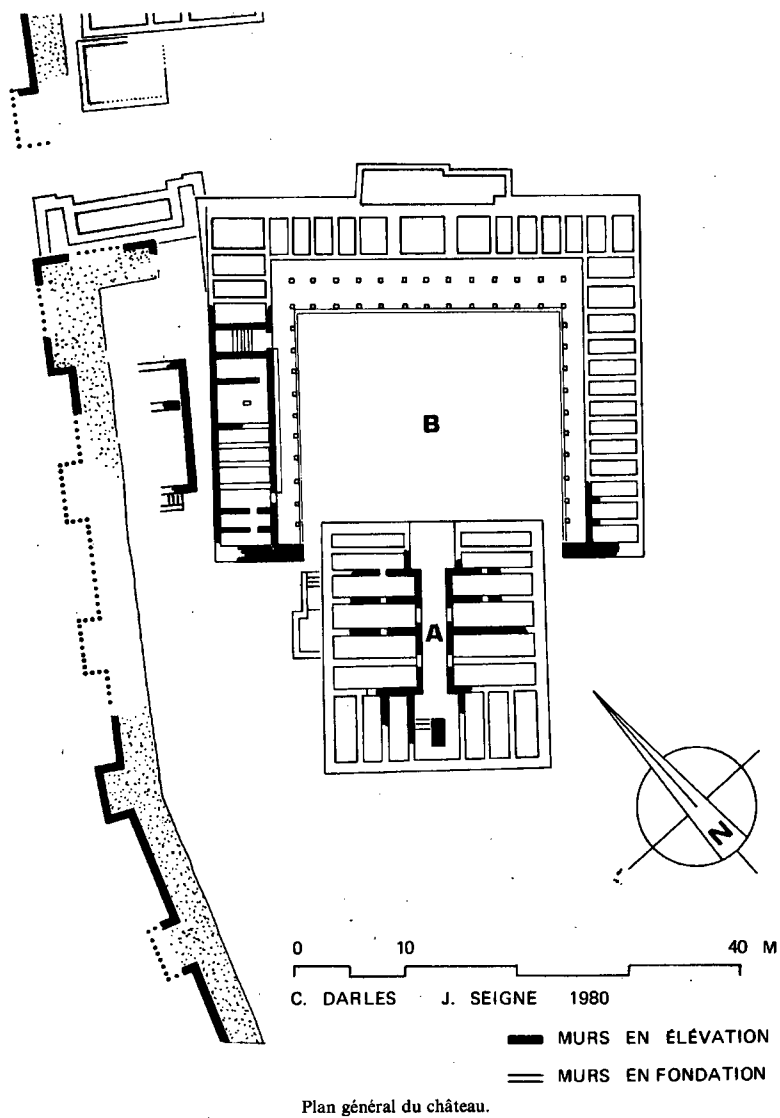 B
A
N
0 10 40 M
C. DARLES J. SEIGNE 1980
MURS EN ÉLÉVATION
MURS EN FONDATION
Plan général du château.